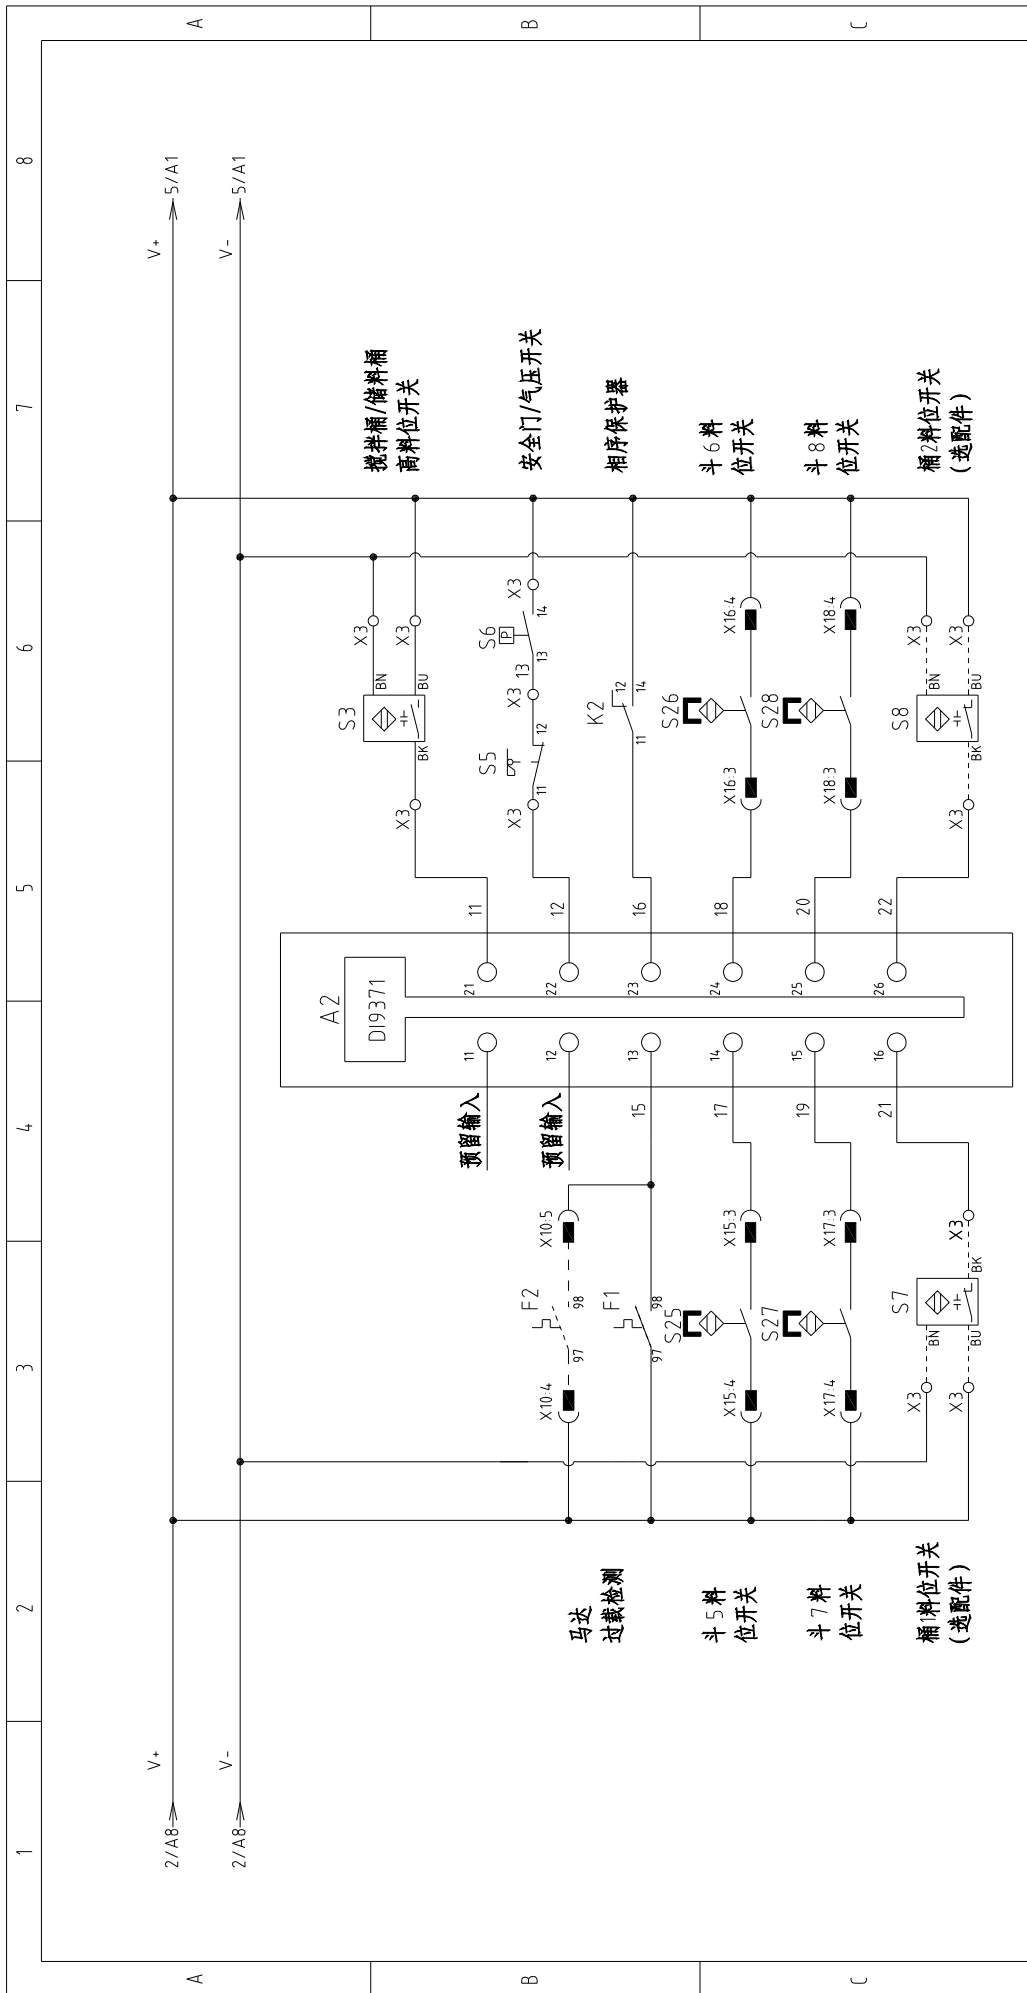 1
2
3
4
5
6
7
8
A
A
2/A8
V+
V+
5/A1
2/A8
V-
V-
5/A1
A2
DI9371
S3
X3
BK
BN
X3
BU
X3
搅拌桶/储料桶
高料位开关
预留输入
11
21
11
B
B
X10:4
97
F2
98
X10:5
预留输入
12
22
12
X3
11
S5
12
X3
13
13
S6
P
14
X3
安全门/气压开关
马达
过载检测
97
F1
98
15
13
23
16
11
K2
12
14
相序保护器
斗5料
位开关
X15:4
S25
X15:3
17
14
24
18
X16:3
S26
X16:4
斗6料
位开关
斗7料
位开关
X17:4
S27
X17:3
19
15
25
20
X18:3
S28
X18:4
斗8料
位开关
C
C
桶1料位开关
(选配件)
X3
X3
BN
BU
S7
BK
X3
21
16
26
22
X3
BK
S8
BN
BU
X3
X3
桶2料位开关
(选配件)